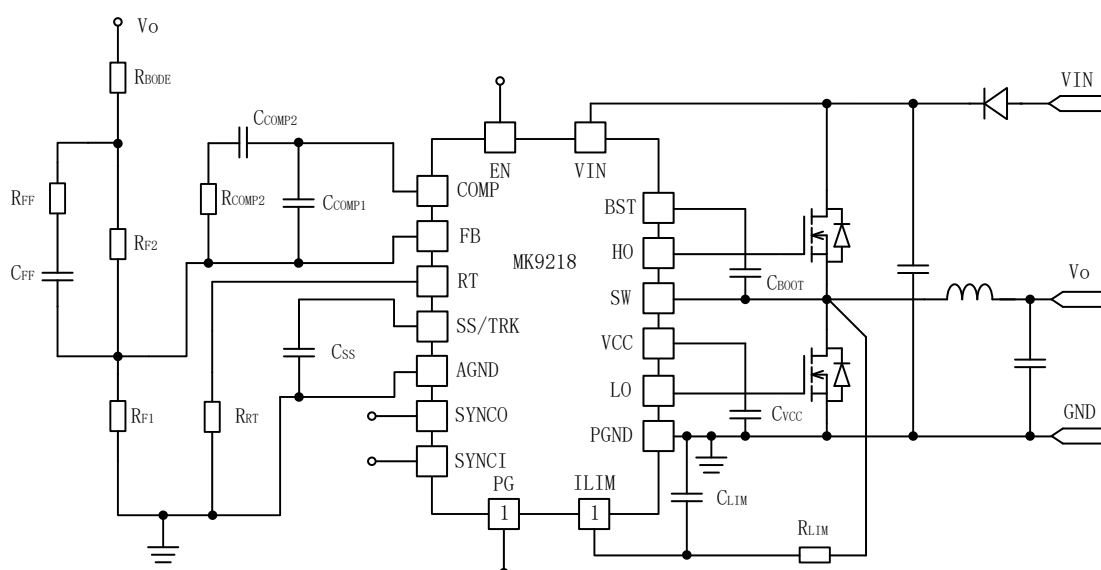 Vo
RBODE
CCOMP2
EN
VIN
VIN
RFF
RCOMP2
CCOMP1
COMP
BST
RF2
FB
HO
CFF
RT
MK9218
CBOOT
Vo
SW
CSS
SS/TRK
VCC
AGND
LO
RF1
RRT
SYNCO
CVCC
GND
PGND
SYNCI
PG
ILIM
CLIM
1
1
RLIM